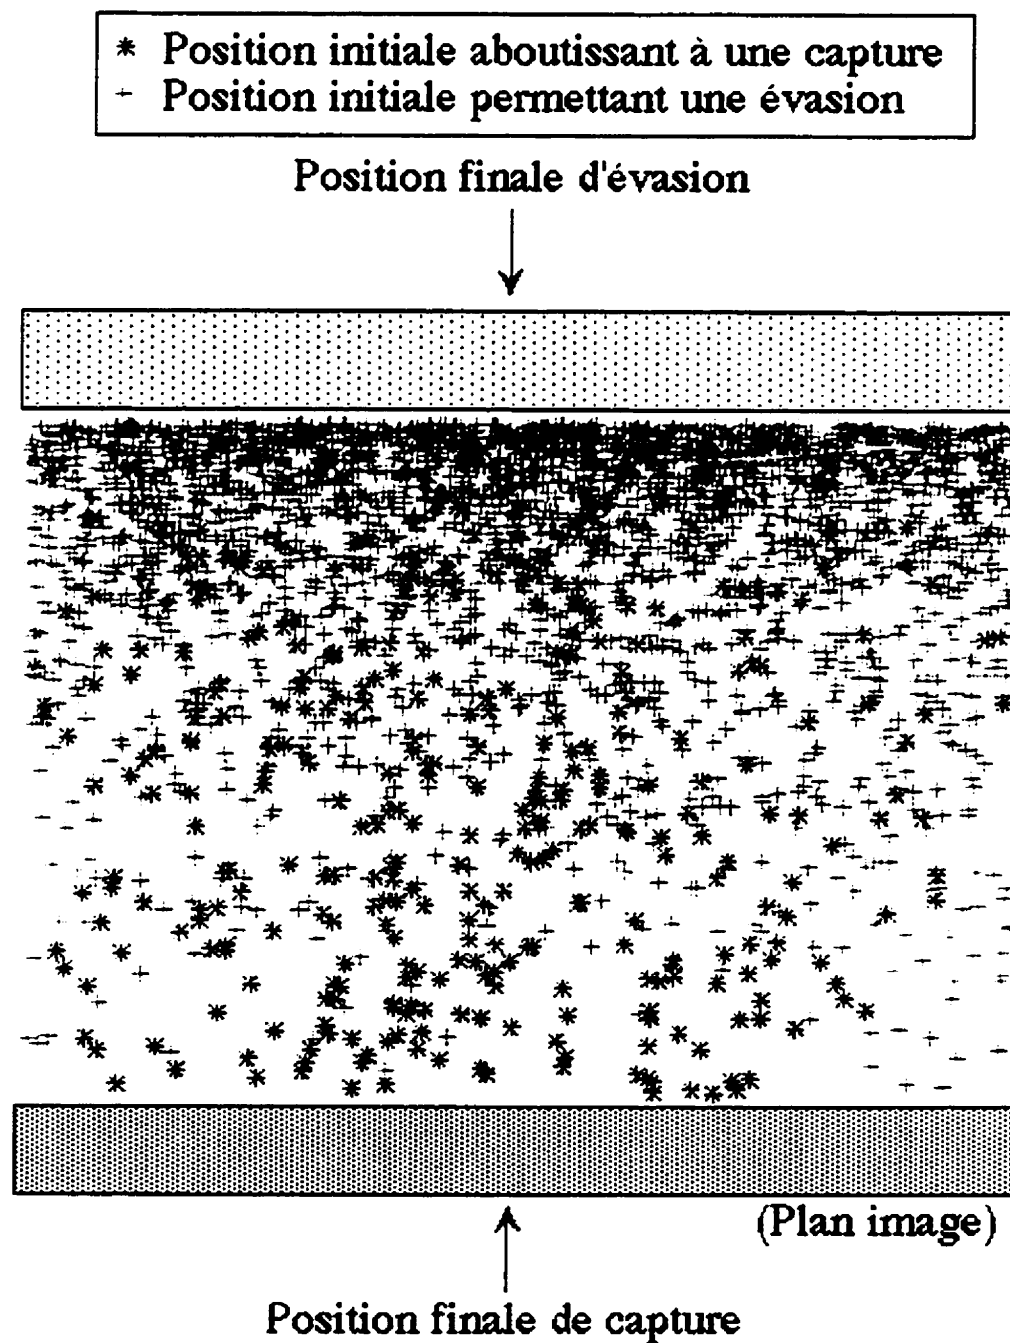 * Position initiale aboutissant à une capture
+ Position initiale permettant une évasion
Position finale d'évasion
(Plan image)
Position finale de capture